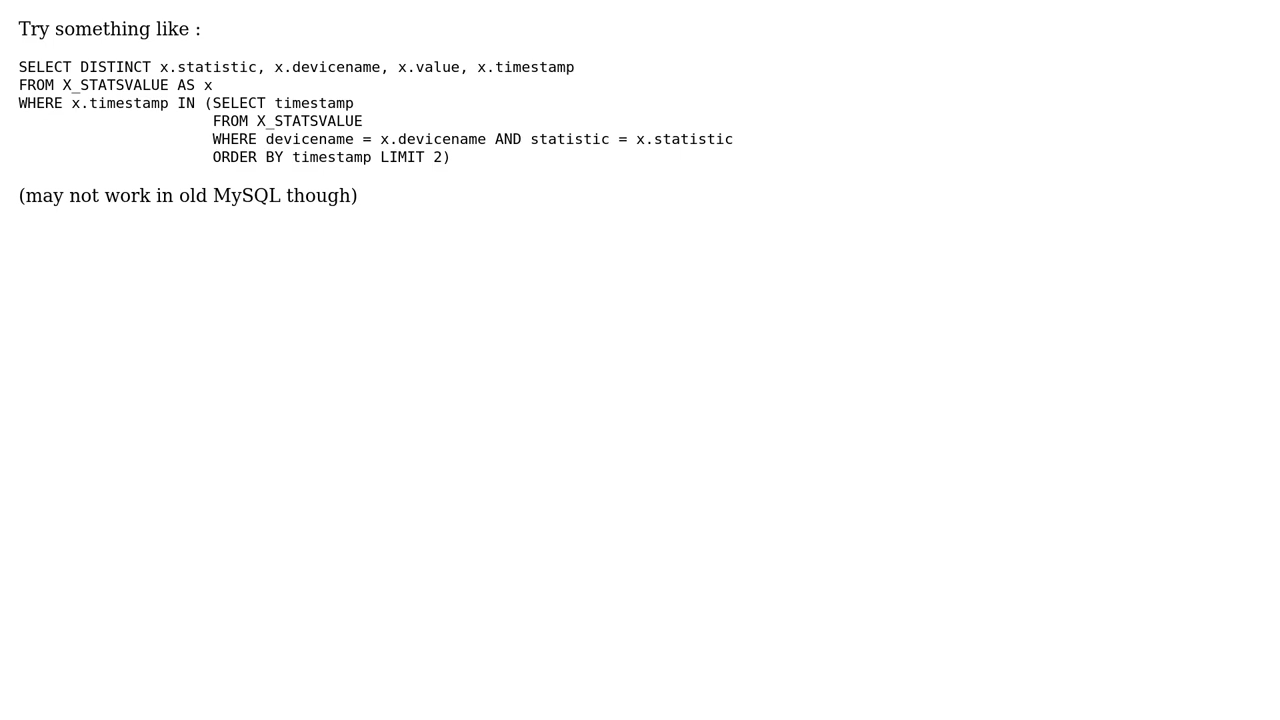 Try something like :
SELECT DISTINCT x.statistic, x.devicename, x.value, x.timestamp
FROM X_STATSVALUE AS x
WHERE x.timestamp IN (SELECT timestamp
                      FROM X_STATSVALUE
                      WHERE devicename = x.devicename AND statistic = x.statistic
                      ORDER BY timestamp LIMIT 2)
(may not work in old MySQL though)